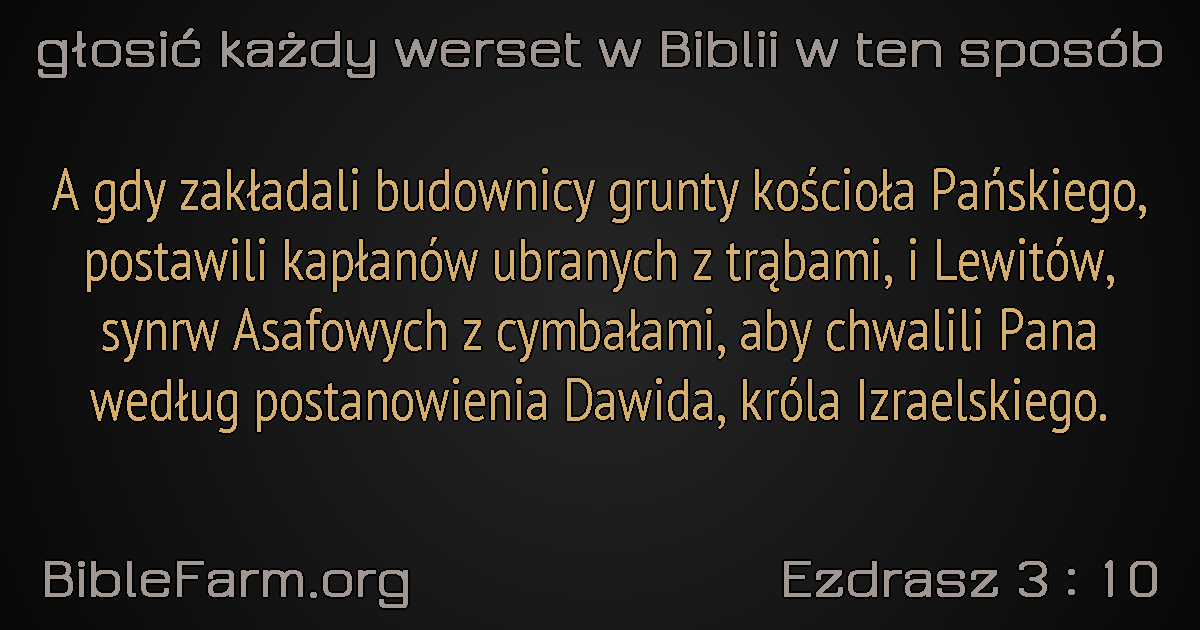 głosić każdy werset w Biblii w ten sposób
A gdy zakładali budownicy grunty kościoła Pańskiego,
postawili kapłanów ubranych z trąbami, i Lewitów,
synrw Asafowych z cymbałami, aby chwalili Pana
według postanowienia Dawida, króla Izraelskiego.
BibleFarm.org
Ezdrasz 3 : 10